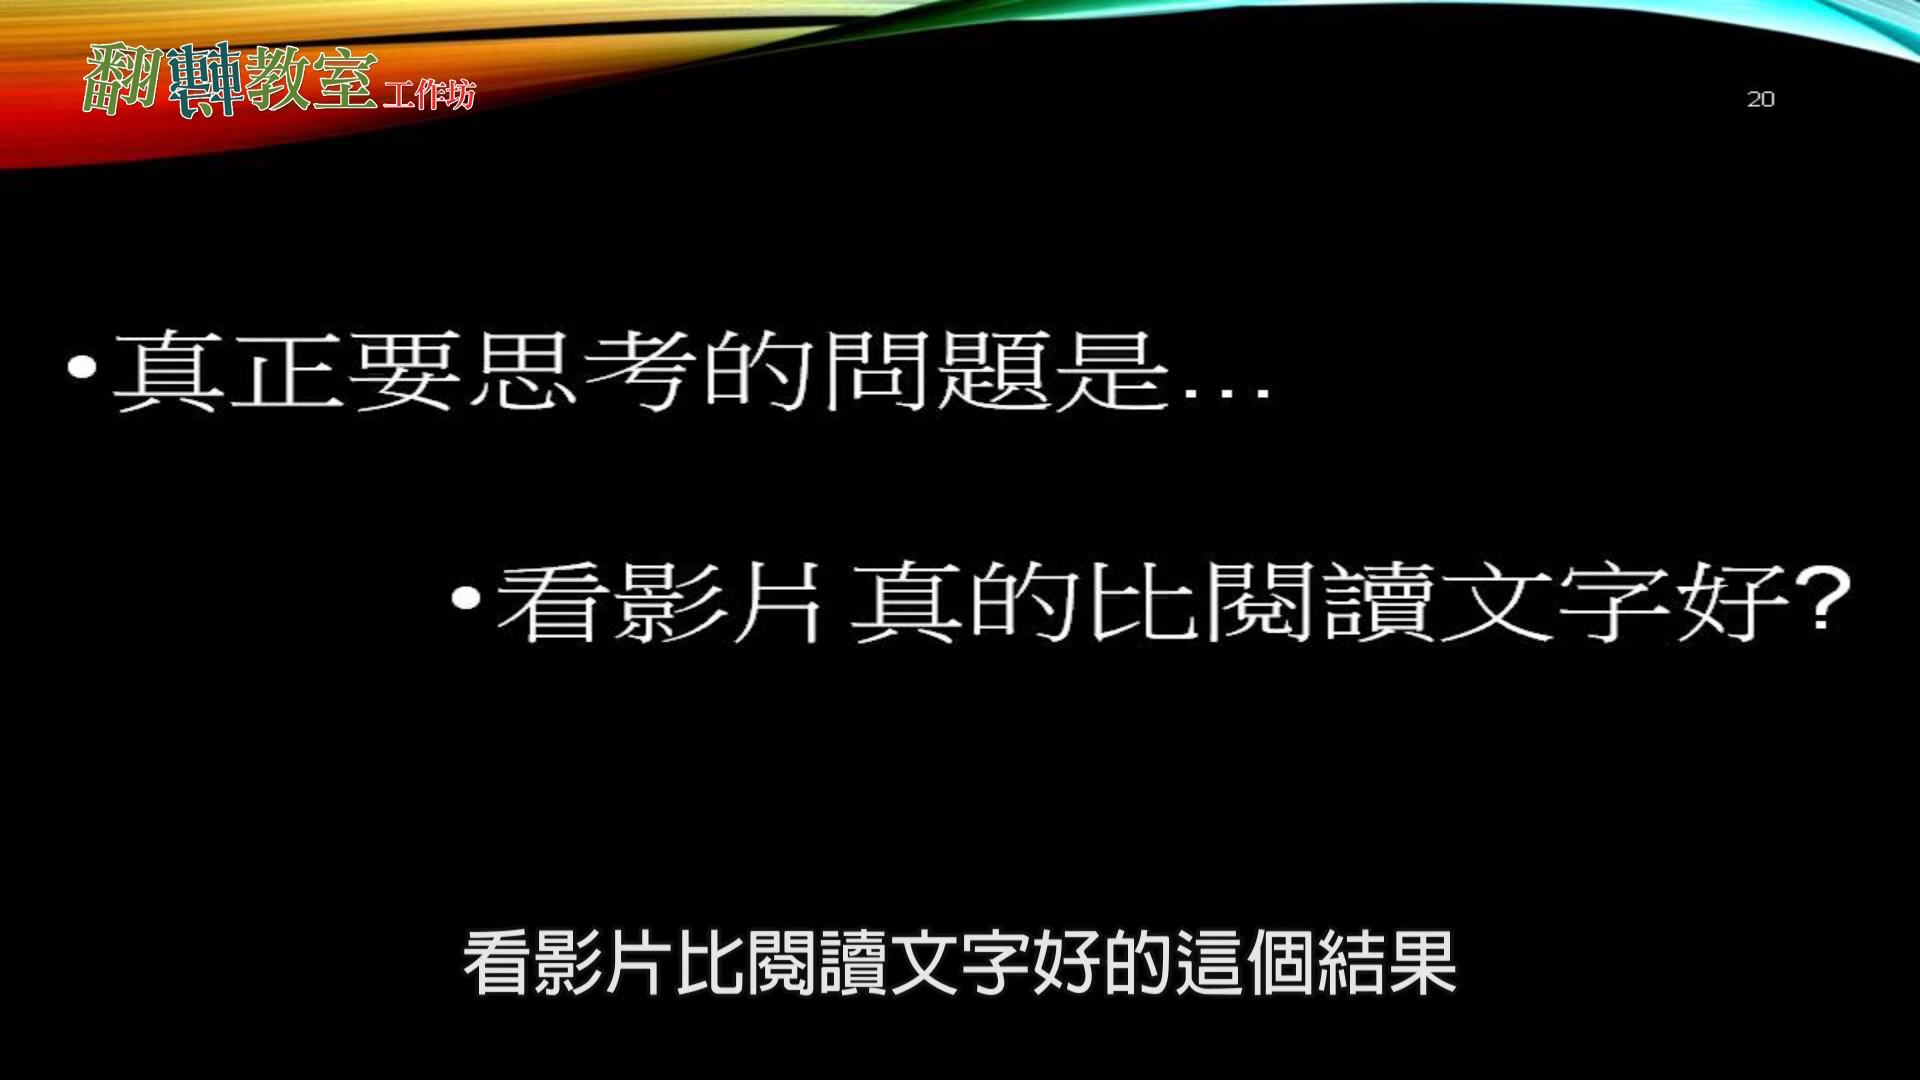 翻轉教室工作坊
20
•真正要思考的問題是…
•看影片 真的比閱讀文字好?
看影片比閱讀文字好的這個結果